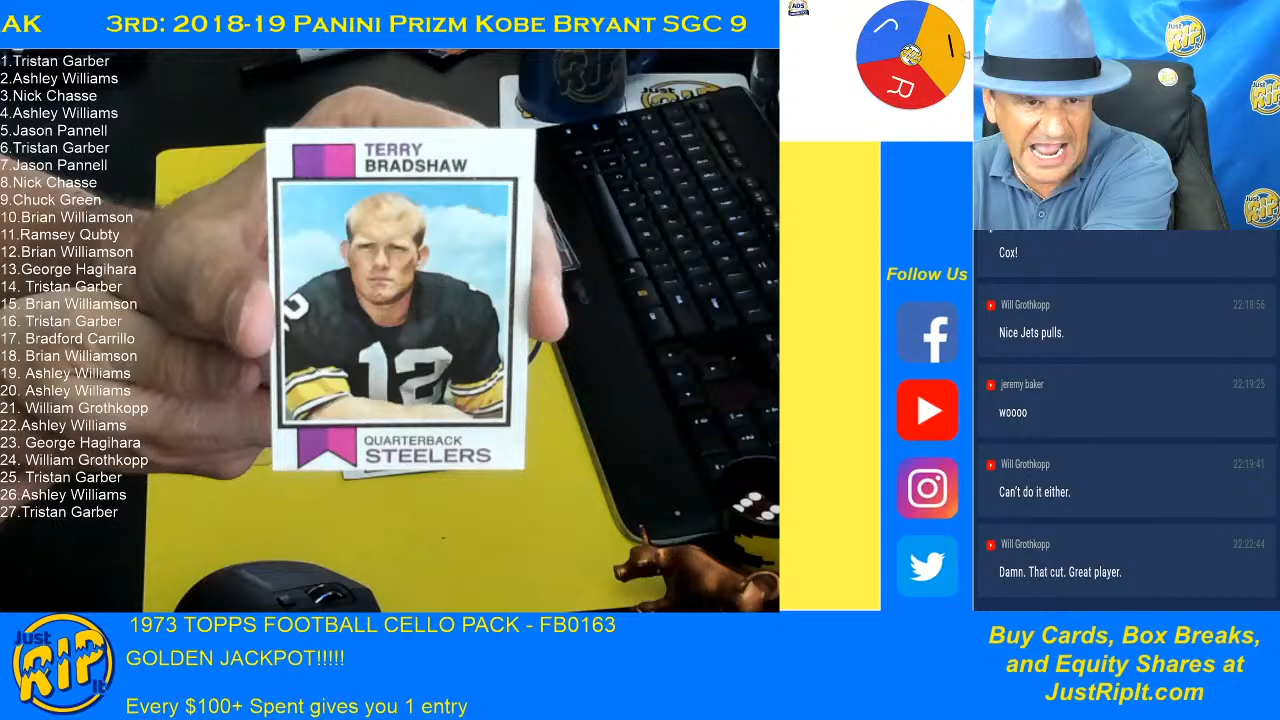 AK 3RD: 2018-19 PANINI PRIZM KOBE BRYANT SGC 9
1.Tristan Garber
2.Ashley Williams
3.Nick Chasse
4.Ashley Williams
5.Jason Pannell
6.Tristan Garber
7.Jason Pannell
8.Nick Chasse
9.Chuck Green
10.Brian Williamson
11.Ramsey Qubty
12.Brian Williamson
13.George Hagihara
14. Tristan Garber
15. Brian Williamson
16. Tristan Garber
17. Bradford Carrillo
18. Brian Williamson
19. Ashley Williams
20. Ashley Williams
21. William Grothkopp
22.Ashley Williams
23. George Hagihara
24. William Grothkopp
25. Tristan Garber
26.Ashley Williams
27.Tristan Garber
TERRY
BRADSHAW
12
QUARTERBACK
STEELERS
ADS
J
I
R
Follow Us
Cox!
Will Grothkopp 22:18:56
Nice Jets pulls.
jeremy baker 22:19:25
woooo
Will Grothkopp 22:19:41
Can't do it either.
Will Grothkopp 22:22:44
Damn. That cut. Great player.
Just
RIP
It
1973 TOPPS FOOTBALL CELLO PACK - FB0163
GOLDEN JACKPOT!!!!!
Every $100+ Spent gives you 1 entry
Buy Cards, Box Breaks,
and Equity Shares at
JustRipIt.com